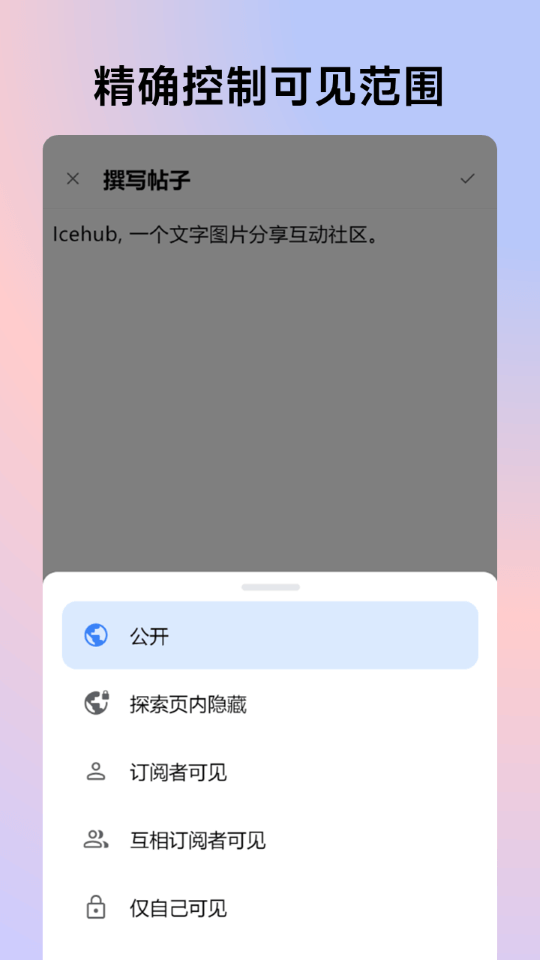 精确控制可见范围
撰写帖子
Icehub, 一个文字图片分享互动社区。
公开
探索页内隐藏
订阅者可见
互相订阅者可见
仅自己可见